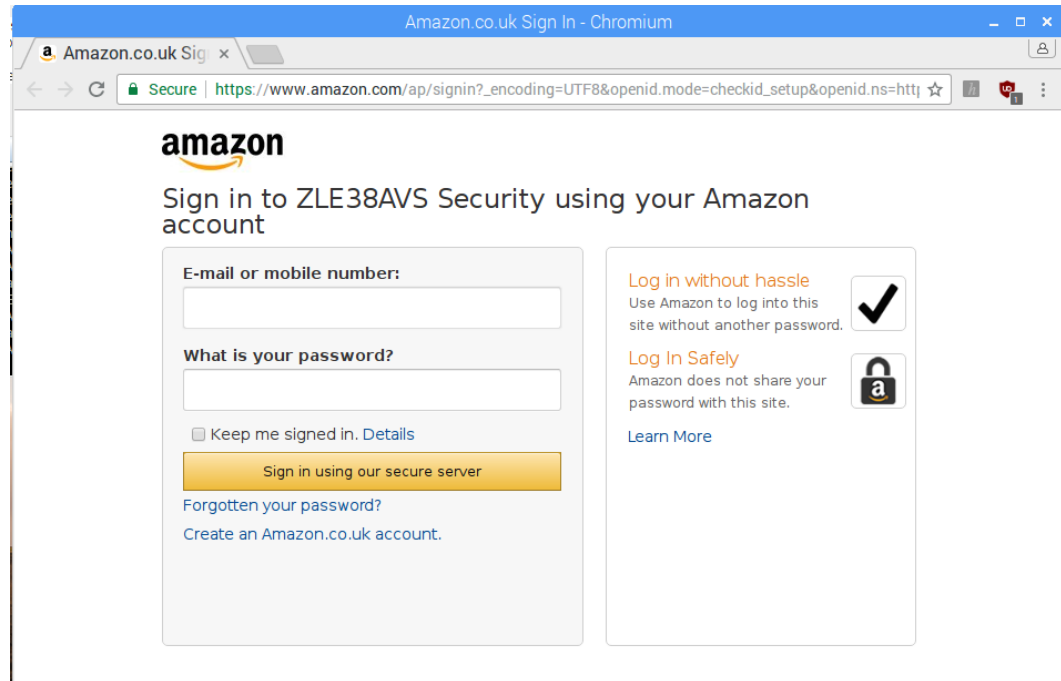 Amazon.co.uk Sign In - Chromium
Amazon.co.uk Sig
Secure | https://www.amazon.com/ap/signin?_encoding=UTF8&openid.mode=checkid_setup&openid.ns=htt
1
amazon
Sign in to ZLE38AVS Security using your Amazon
account
E-mail or mobile number:
What is your password?
Keep me signed in. Details
Sign in using our secure server
Forgotten your password?
Create an Amazon.co.uk account.
Log in without hassle
Use Amazon to log into this
site without another password.
Log In Safely
Amazon does not share your
password with this site.
Learn More